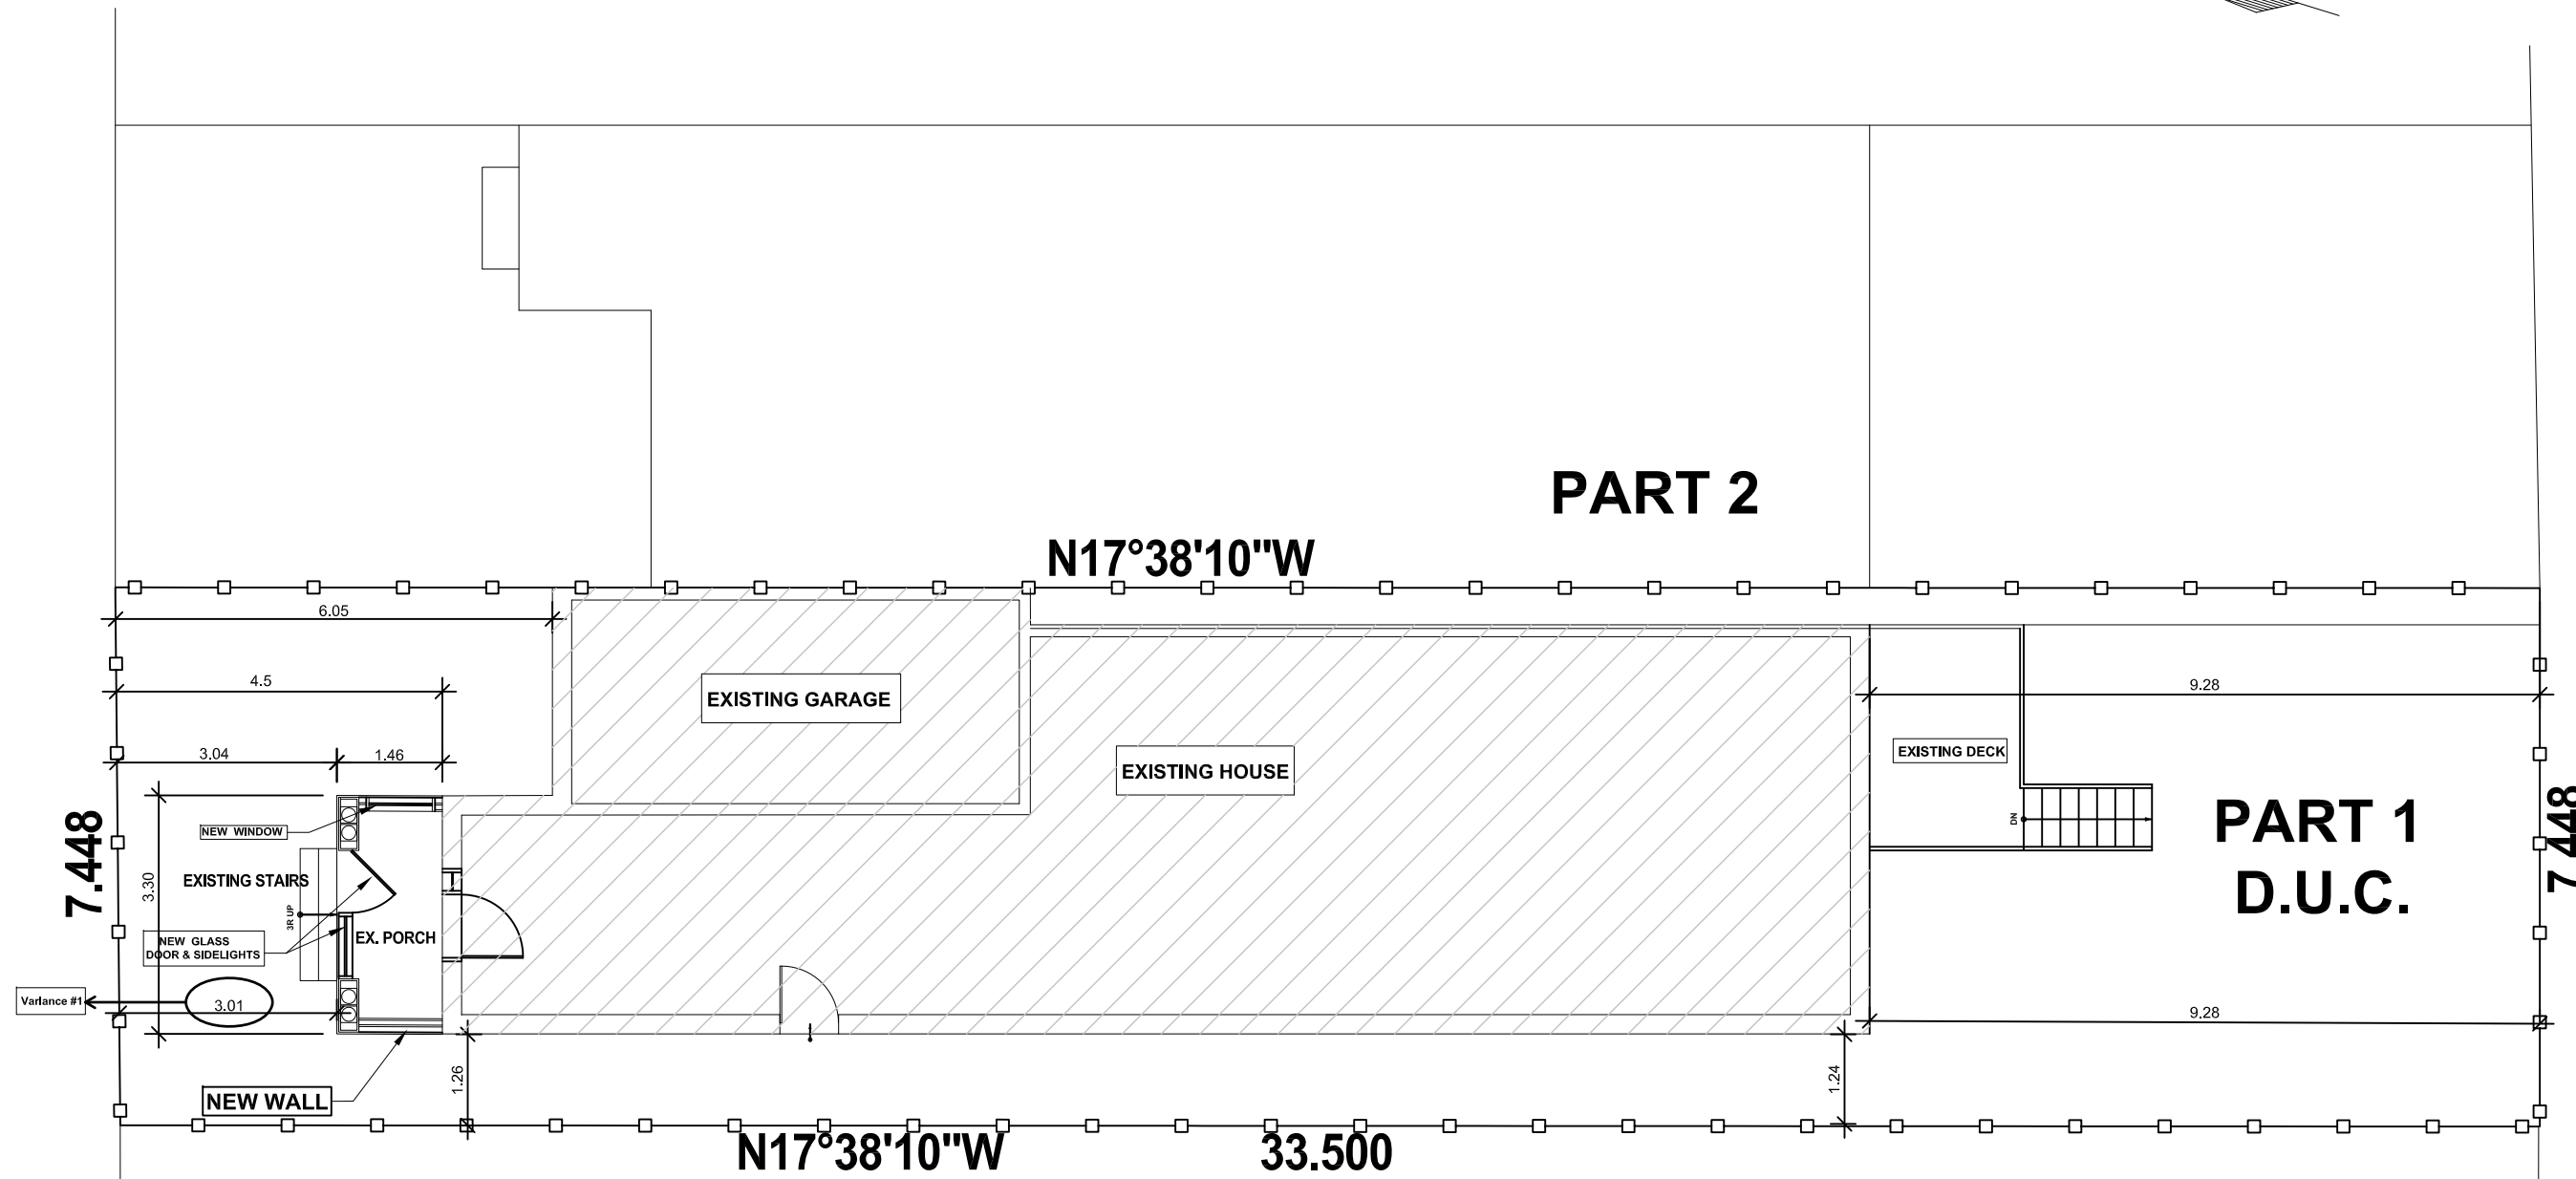 PART 2
N17°38'10"W
6.05
4.5
9.28
EXISTING GARAGE
3.04
1.46
EXISTING HOUSE
EXISTING DECK
7.448
7.448
NEW WINDOW
DN
PART 1
D.U.C.
EXISTING STAIRS
3.30
3R UP
EX. PORCH
NEW GLASS
DOOR & SIDELIGHTS
Variance #1
3.01
9.28
1.26
1.24
NEW WALL
N17°38'10"W
33.500